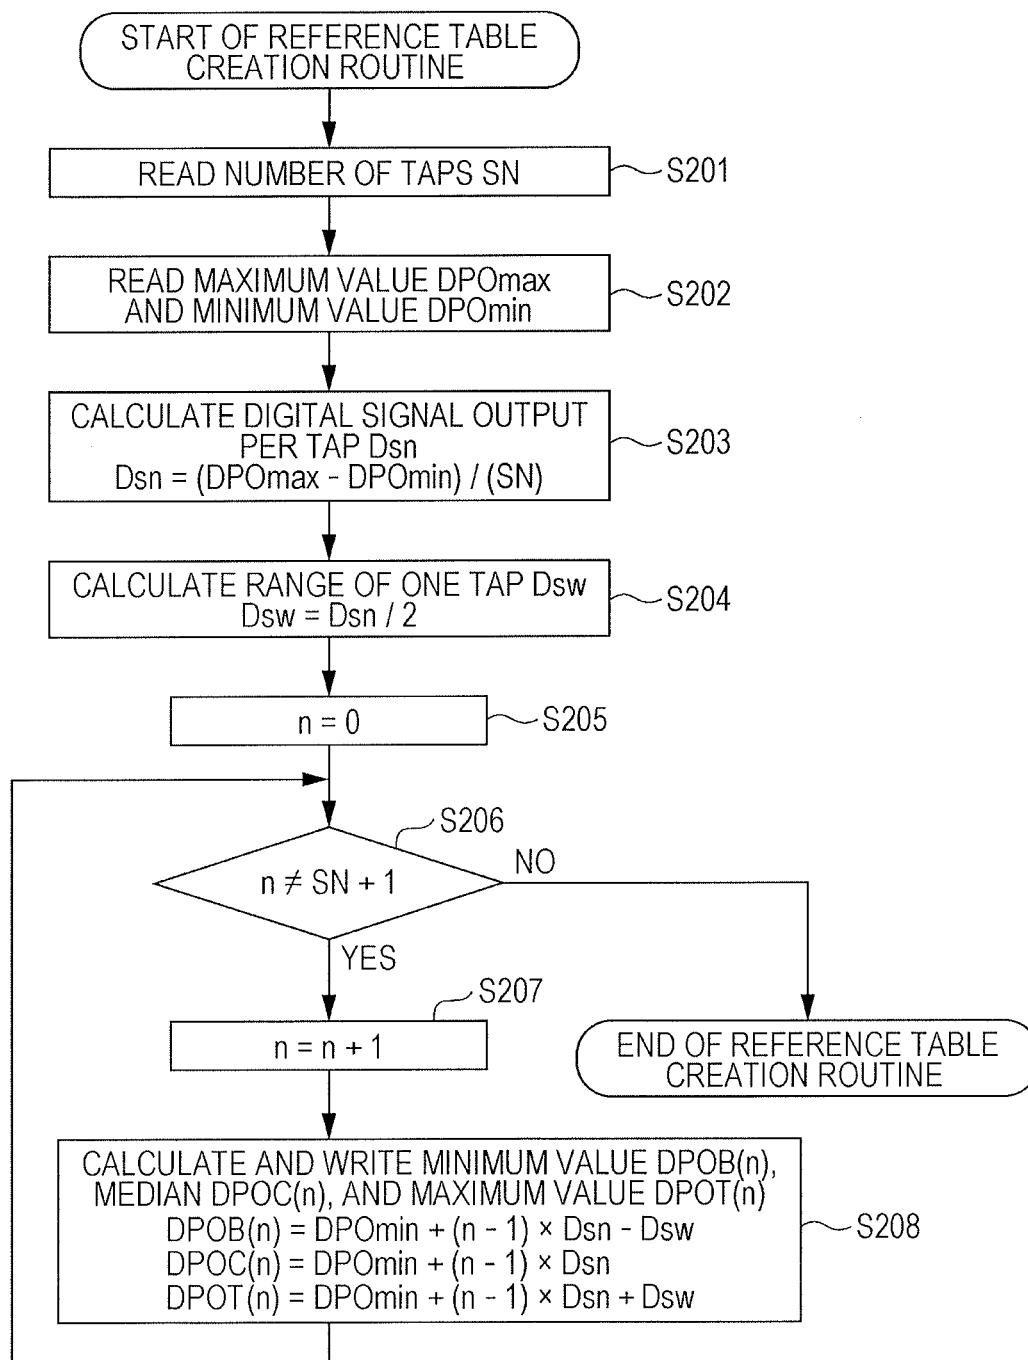 START OF REFERENCE TABLE
CREATION ROUTINE
READ NUMBER OF TAPS SN
S201
READ MAXIMUM VALUE DPOmax
AND MINIMUM VALUE DPOmin
S202
CALCULATE DIGITAL SIGNAL OUTPUT
PER TAP Dsn
Dsn = (DPOmax - DPOmin) / (SN)
S203
CALCULATE RANGE OF ONE TAP Dsw
Dsw = Dsn / 2
S204
n = 0
S205
S206
n ≠ SN + 1
NO
YES
S207
n = n + 1
END OF REFERENCE TABLE
CREATION ROUTINE
CALCULATE AND WRITE MINIMUM VALUE DPOB(n),
MEDIAN DPOC(n), AND MAXIMUM VALUE DPOT(n)
DPOB(n) = DPOmin + (n - 1) × Dsn - Dsw
DPOC(n) = DPOmin + (n - 1) × Dsn
DPOT(n) = DPOmin + (n - 1) × Dsn + Dsw
S208